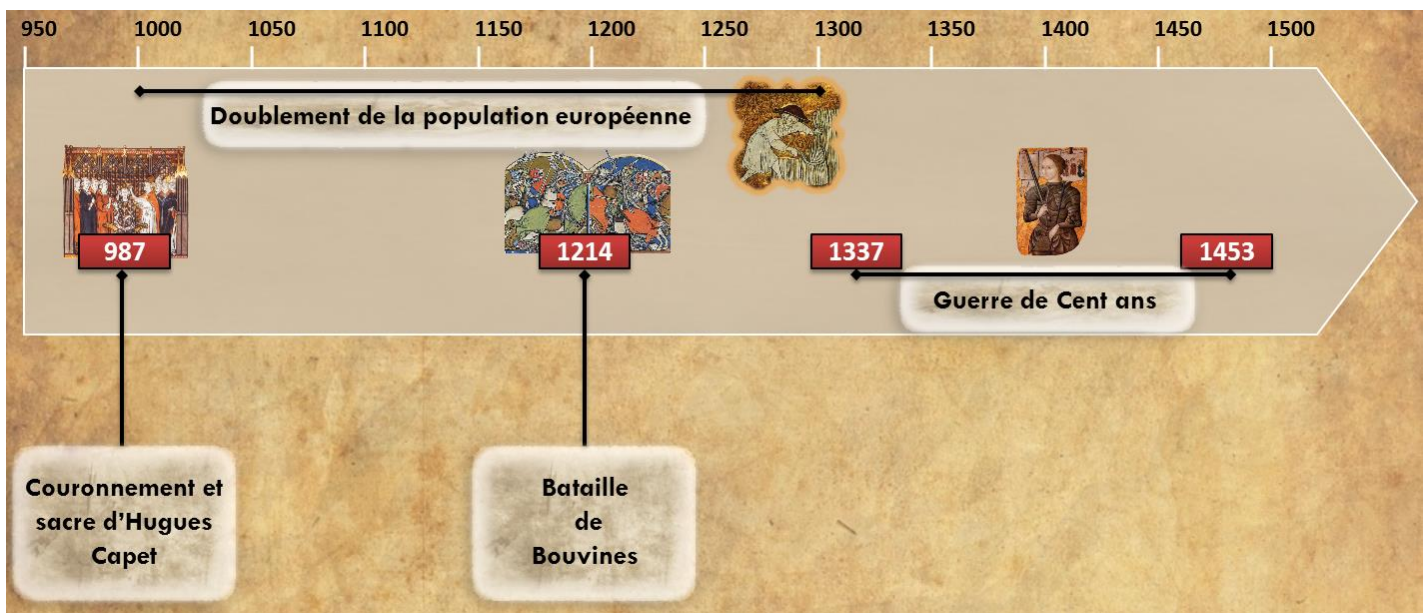 950 1000 1050 1100 1150 1200 1250 1300 1350 1400 1450 1500
Doublement de la population européenne
987
1214
1337
1453
Guerre de Cent ans
Couronnement et
sacre d'Hugues
Capet
Bataille
de
Bouvines